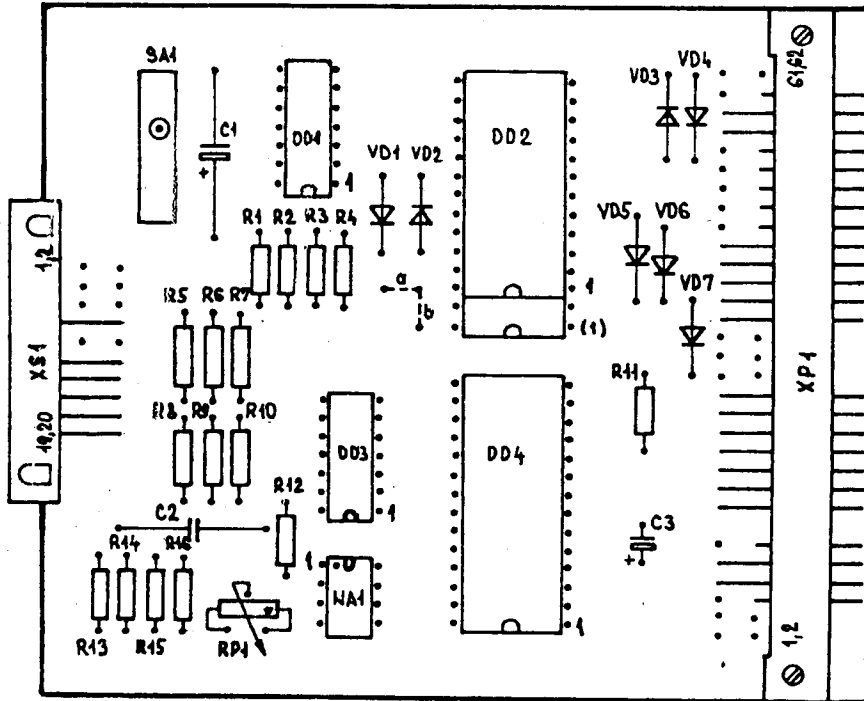 SA1
C1
DD1
1
VD1 VD2
DD2
VD3 VD4
61,62
1,2
R1 R2 R3 R4
VD5 VD6
a
b
1
(1)
VD7
R5 R6 R7
XS1
XP1
R11
19,20
R8 R9 R10
DD3
DD4
R12
C2
1
C3
+
+
R14 R16
1
NA1
1
R13 R15
RP1
1,2